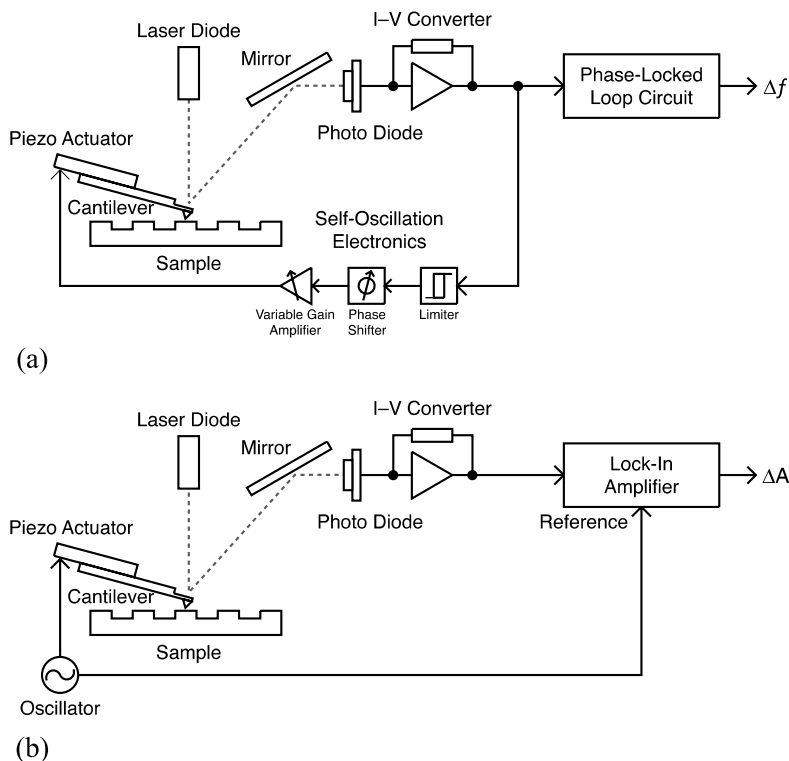 I–V Converter
Laser Diode
Mirror
Phase-Locked
Loop Circuit
Δf
Photo Diode
Piezo Actuator
Cantilever
Self-Oscillation
Electronics
Sample
Variable Gain
Amplifier
Phase
Shifter
Limiter
(a)
I–V Converter
Laser Diode
Mirror
Lock-In
Amplifier
ΔA
Photo Diode
Reference
Piezo Actuator
Cantilever
Sample
Oscillator
(b)